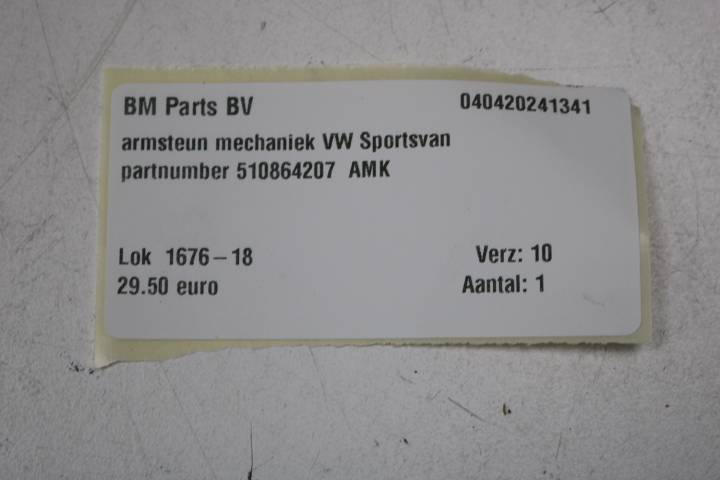 BM Parts BV 040420241341
armsteun mechaniek VW Sportsvan
partnumber 510864207 AMK
Lok 1676-18 Verz: 10
29.50 euro Aantal: 1